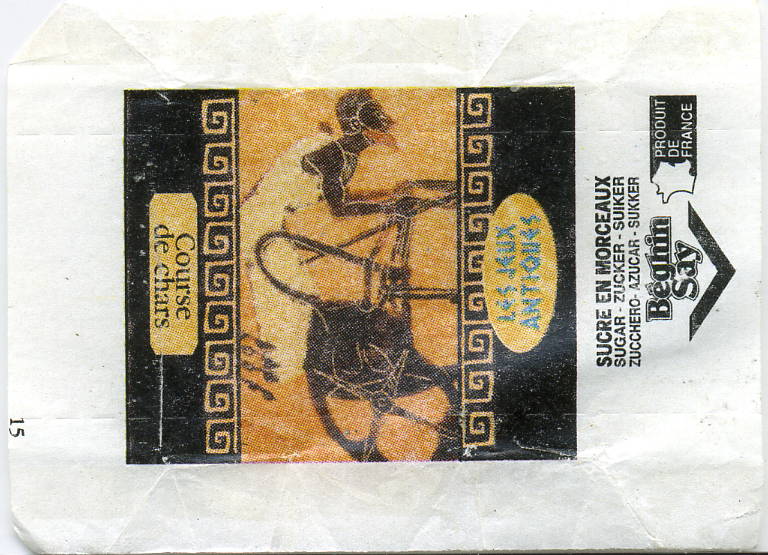 PRODUIT
DE
FRANCE
Béghin
Say
SUCRE EN MORCEAUX
SUGAR - ZUCKER - SUIKER
ZUCCHERO - AZUCAR - SUKKER
LES JEUX
ANTIQUES
Course
de chars
15